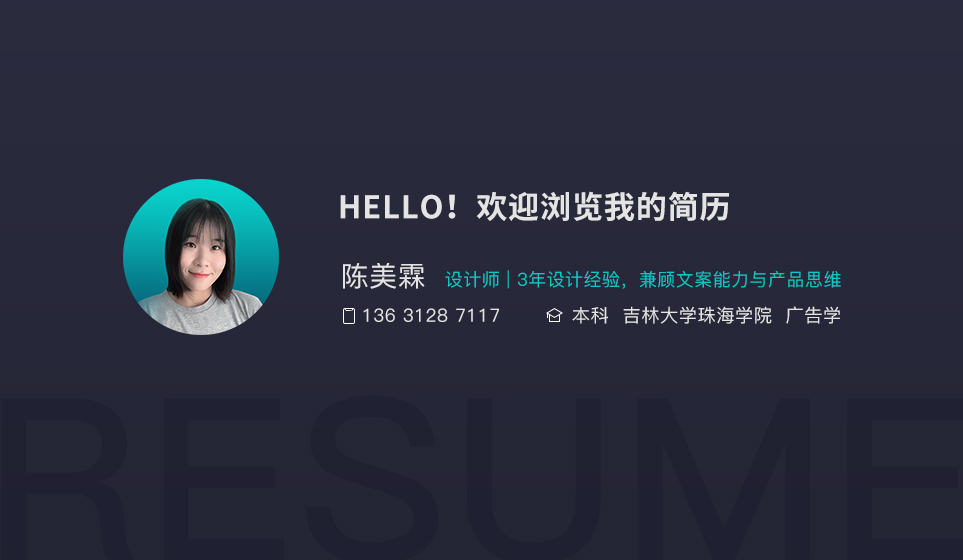 HELLO！欢迎浏览我的简历
陈美霖 设计师 | 3年设计经验，兼顾文案能力与产品思维
136 3128 7117 本科 吉林大学珠海学院 广告学
RESUME